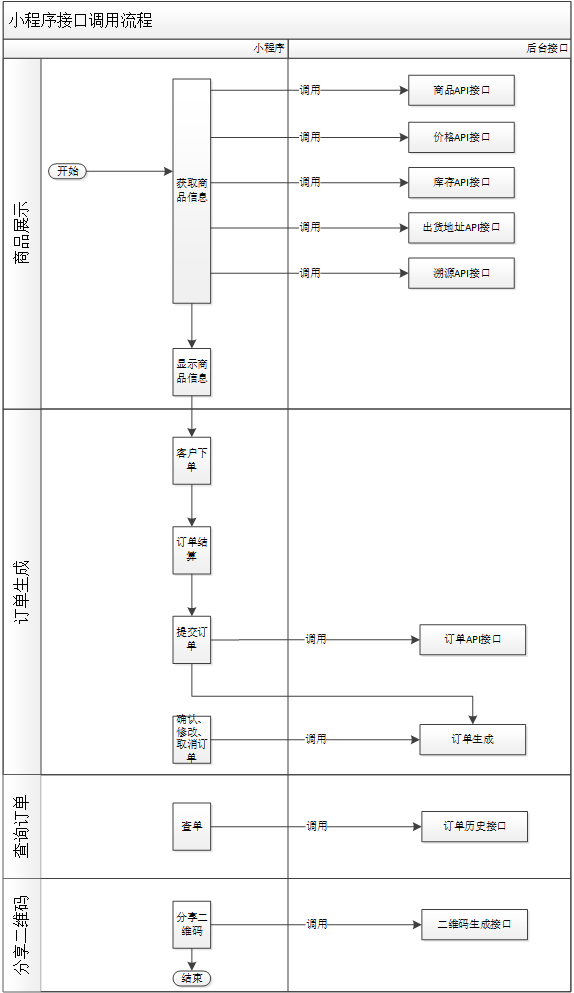 小程序接口调用流程
小程序
后台接口
商品展示
开始
获取商
品信息
调用
商品API接口
调用
价格API接口
调用
库存API接口
调用
出货地址API接口
调用
溯源API接口
显示商
品信息
订单生成
客户下
单
订单结
算
提交订
单
调用
订单API接口
确认、
修改、
取消订
单
调用
订单生成
查询订单
查单
调用
订单历史接口
分享二维码
分享二
维码
调用
二维码生成接口
结束